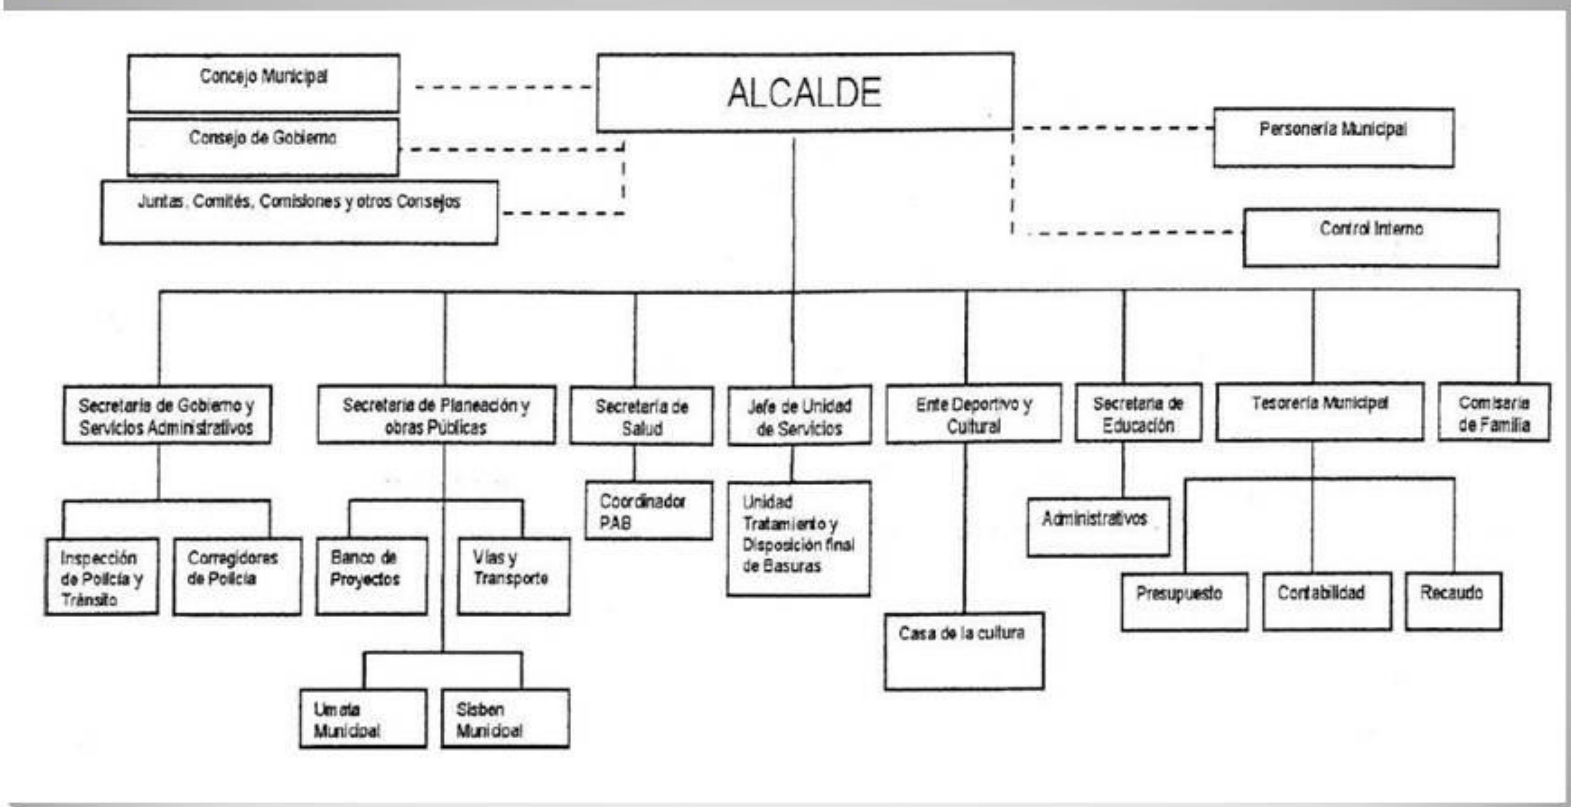 ALCALDE
Concejo Municipal
Consejo de Gobierno
Juntas, Comités, Comisiones y otros Consejos
Personería Municipal
Control Interno
Secretaría de Gobierno y
Servicios Administrativos
Secretaría de Planeación y
obras Públicas
Secretaría de
Salud
Jefe de Unidad
de Servicios
Ente Deportivo y
Cultural
Secretaria de
Educación
Tesorería Municipal
Comisaría
de Familia
Inspección
de Policía y
Tránsito
Corregidores
de Policía
Banco de
Proyectos
Vías y
Transporte
Umata
Municipal
Sisben
Municipal
Coordinador
PAB
Unidad
Tratamiento y
Disposición final
de Basuras
Casa de la cultura
Administrativos
Presupuesto
Contabilidad
Recaudo